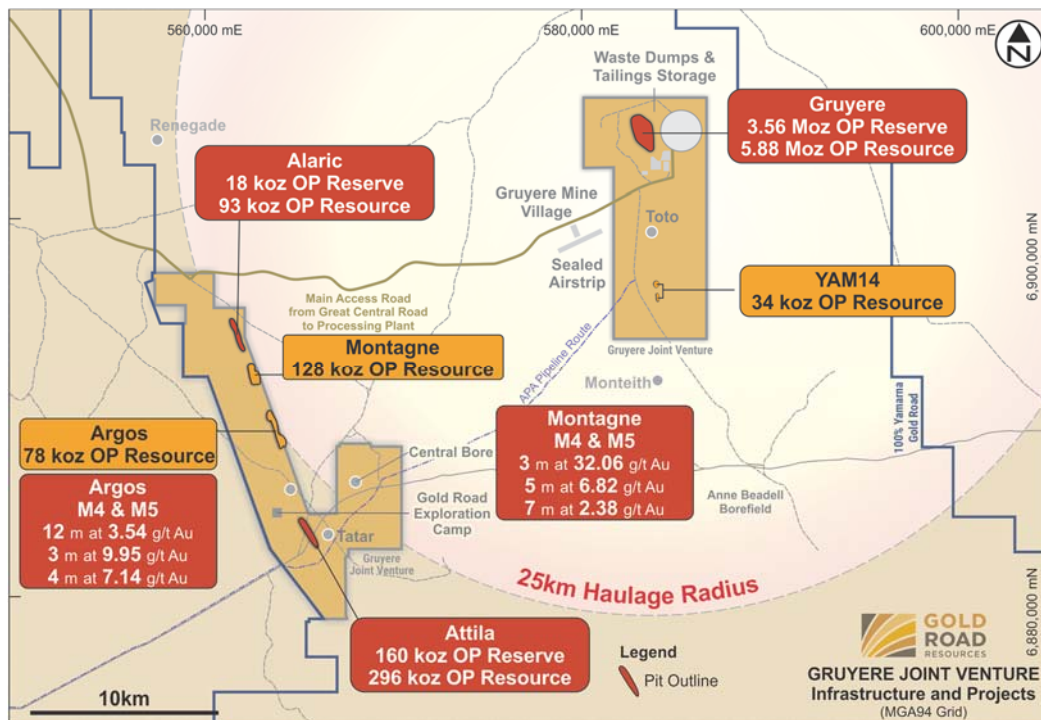 560,000 mE
580,000 mE
600,000 mE
N
Waste Dumps &
Tailings Storage
Gruyere
3.56 Moz OP Reserve
5.88 Moz OP Resource
Renegade
Alaric
18 koz OP Reserve
93 koz OP Resource
Gruyere Mine
Village
Toto
Sealed
Airstrip
6,900,000 mN
YAM14
34 koz OP Resource
Main Access Road
from Great Central Road
to Processing Plant
APA Pipeline Route
Gruyere Joint Venture
Montagne
128 koz OP Resource
Monteith
100% Yamarna
Gold Road
Argos
78 koz OP Resource
Argos
M4 & M5
12 m at 3.54 g/t Au
3 m at 9.95 g/t Au
4 m at 7.14 g/t Au
Montagne
M4 & M5
3 m at 32.06 g/t Au
5 m at 6.82 g/t Au
7 m at 2.38 g/t Au
Central Bore
Gold Road
Exploration
Camp
Anne Beadell
Borefield
Tatar
Gruyere
Joint Venture
25km Haulage Radius
Attila
160 koz OP Reserve
296 koz OP Resource
Legend
Pit Outline
10km
GOLD
ROAD
RESOURCES
GRUYERE JOINT VENTURE
Infrastructure and Projects
(MGA94 Grid)
6,880,000 mN